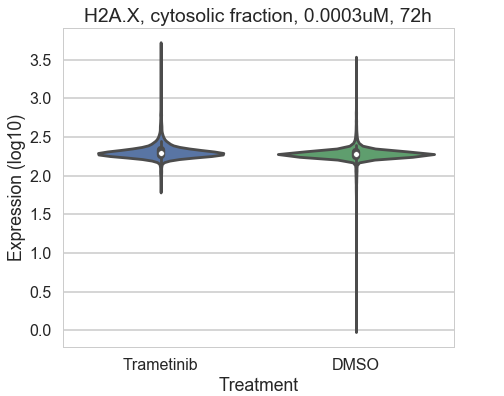 H2A.X, cytosolic fraction, 0.0003uM, 72h
Expression (log10)
3.5
3.0
2.5
2.0
1.5
1.0
0.5
0.0
Trametinib DMSO
Treatment